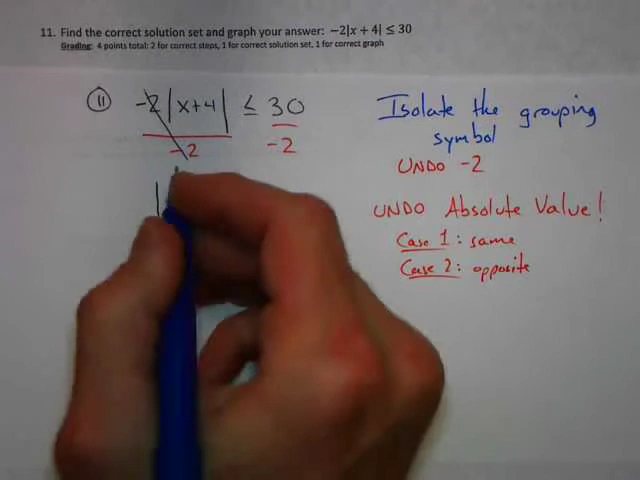 11. Find the correct solution set and graph your answer: −2|x + 4| ≤ 30
Grading: 4 points total: 2 for correct steps, 1 for correct solution set, 1 for correct graph
11 -2|x+4| ≤ 30
-2 -2
|
Isolate the grouping
symbol
UNDO -2
UNDO Absolute Value!
Case 1: same
Case 2: opposite